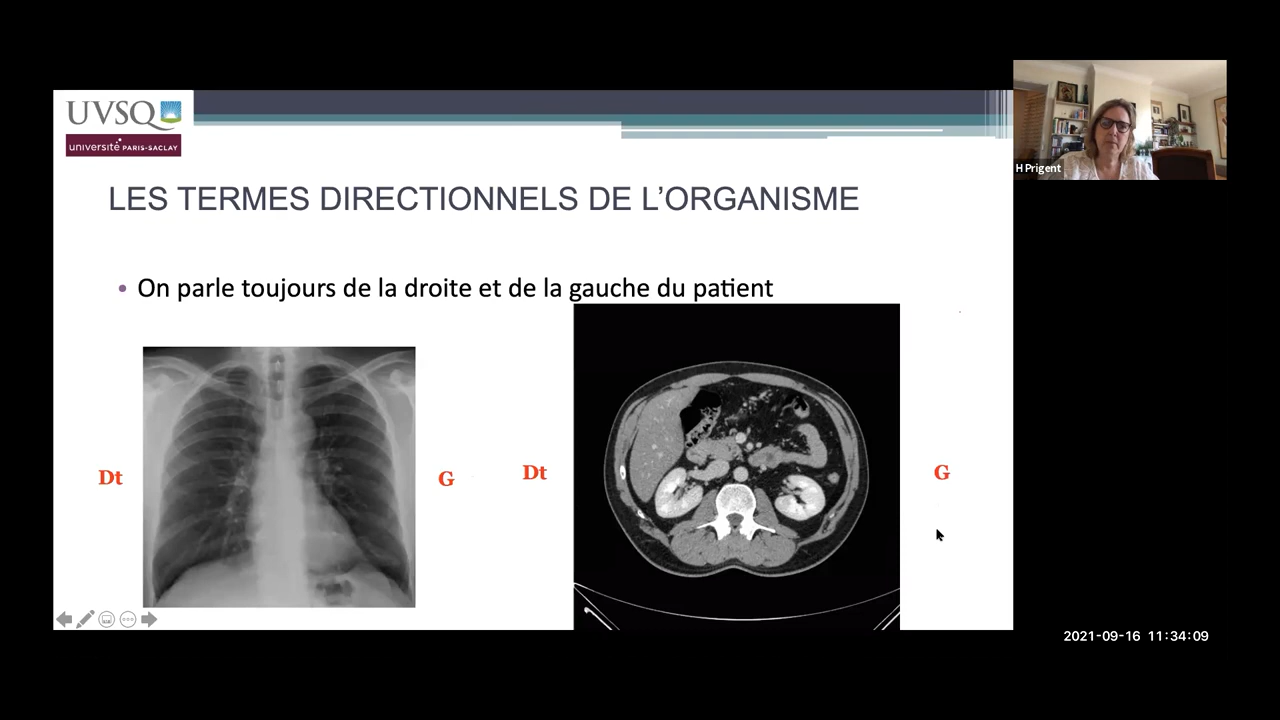 UVSQ
université PARIS-SACLAY
LES TERMES DIRECTIONNELS DE L’ORGANISME
• On parle toujours de la droite et de la gauche du patient
Dt
G
Dt
G
H Prigent
2021-09-16 11:34:09